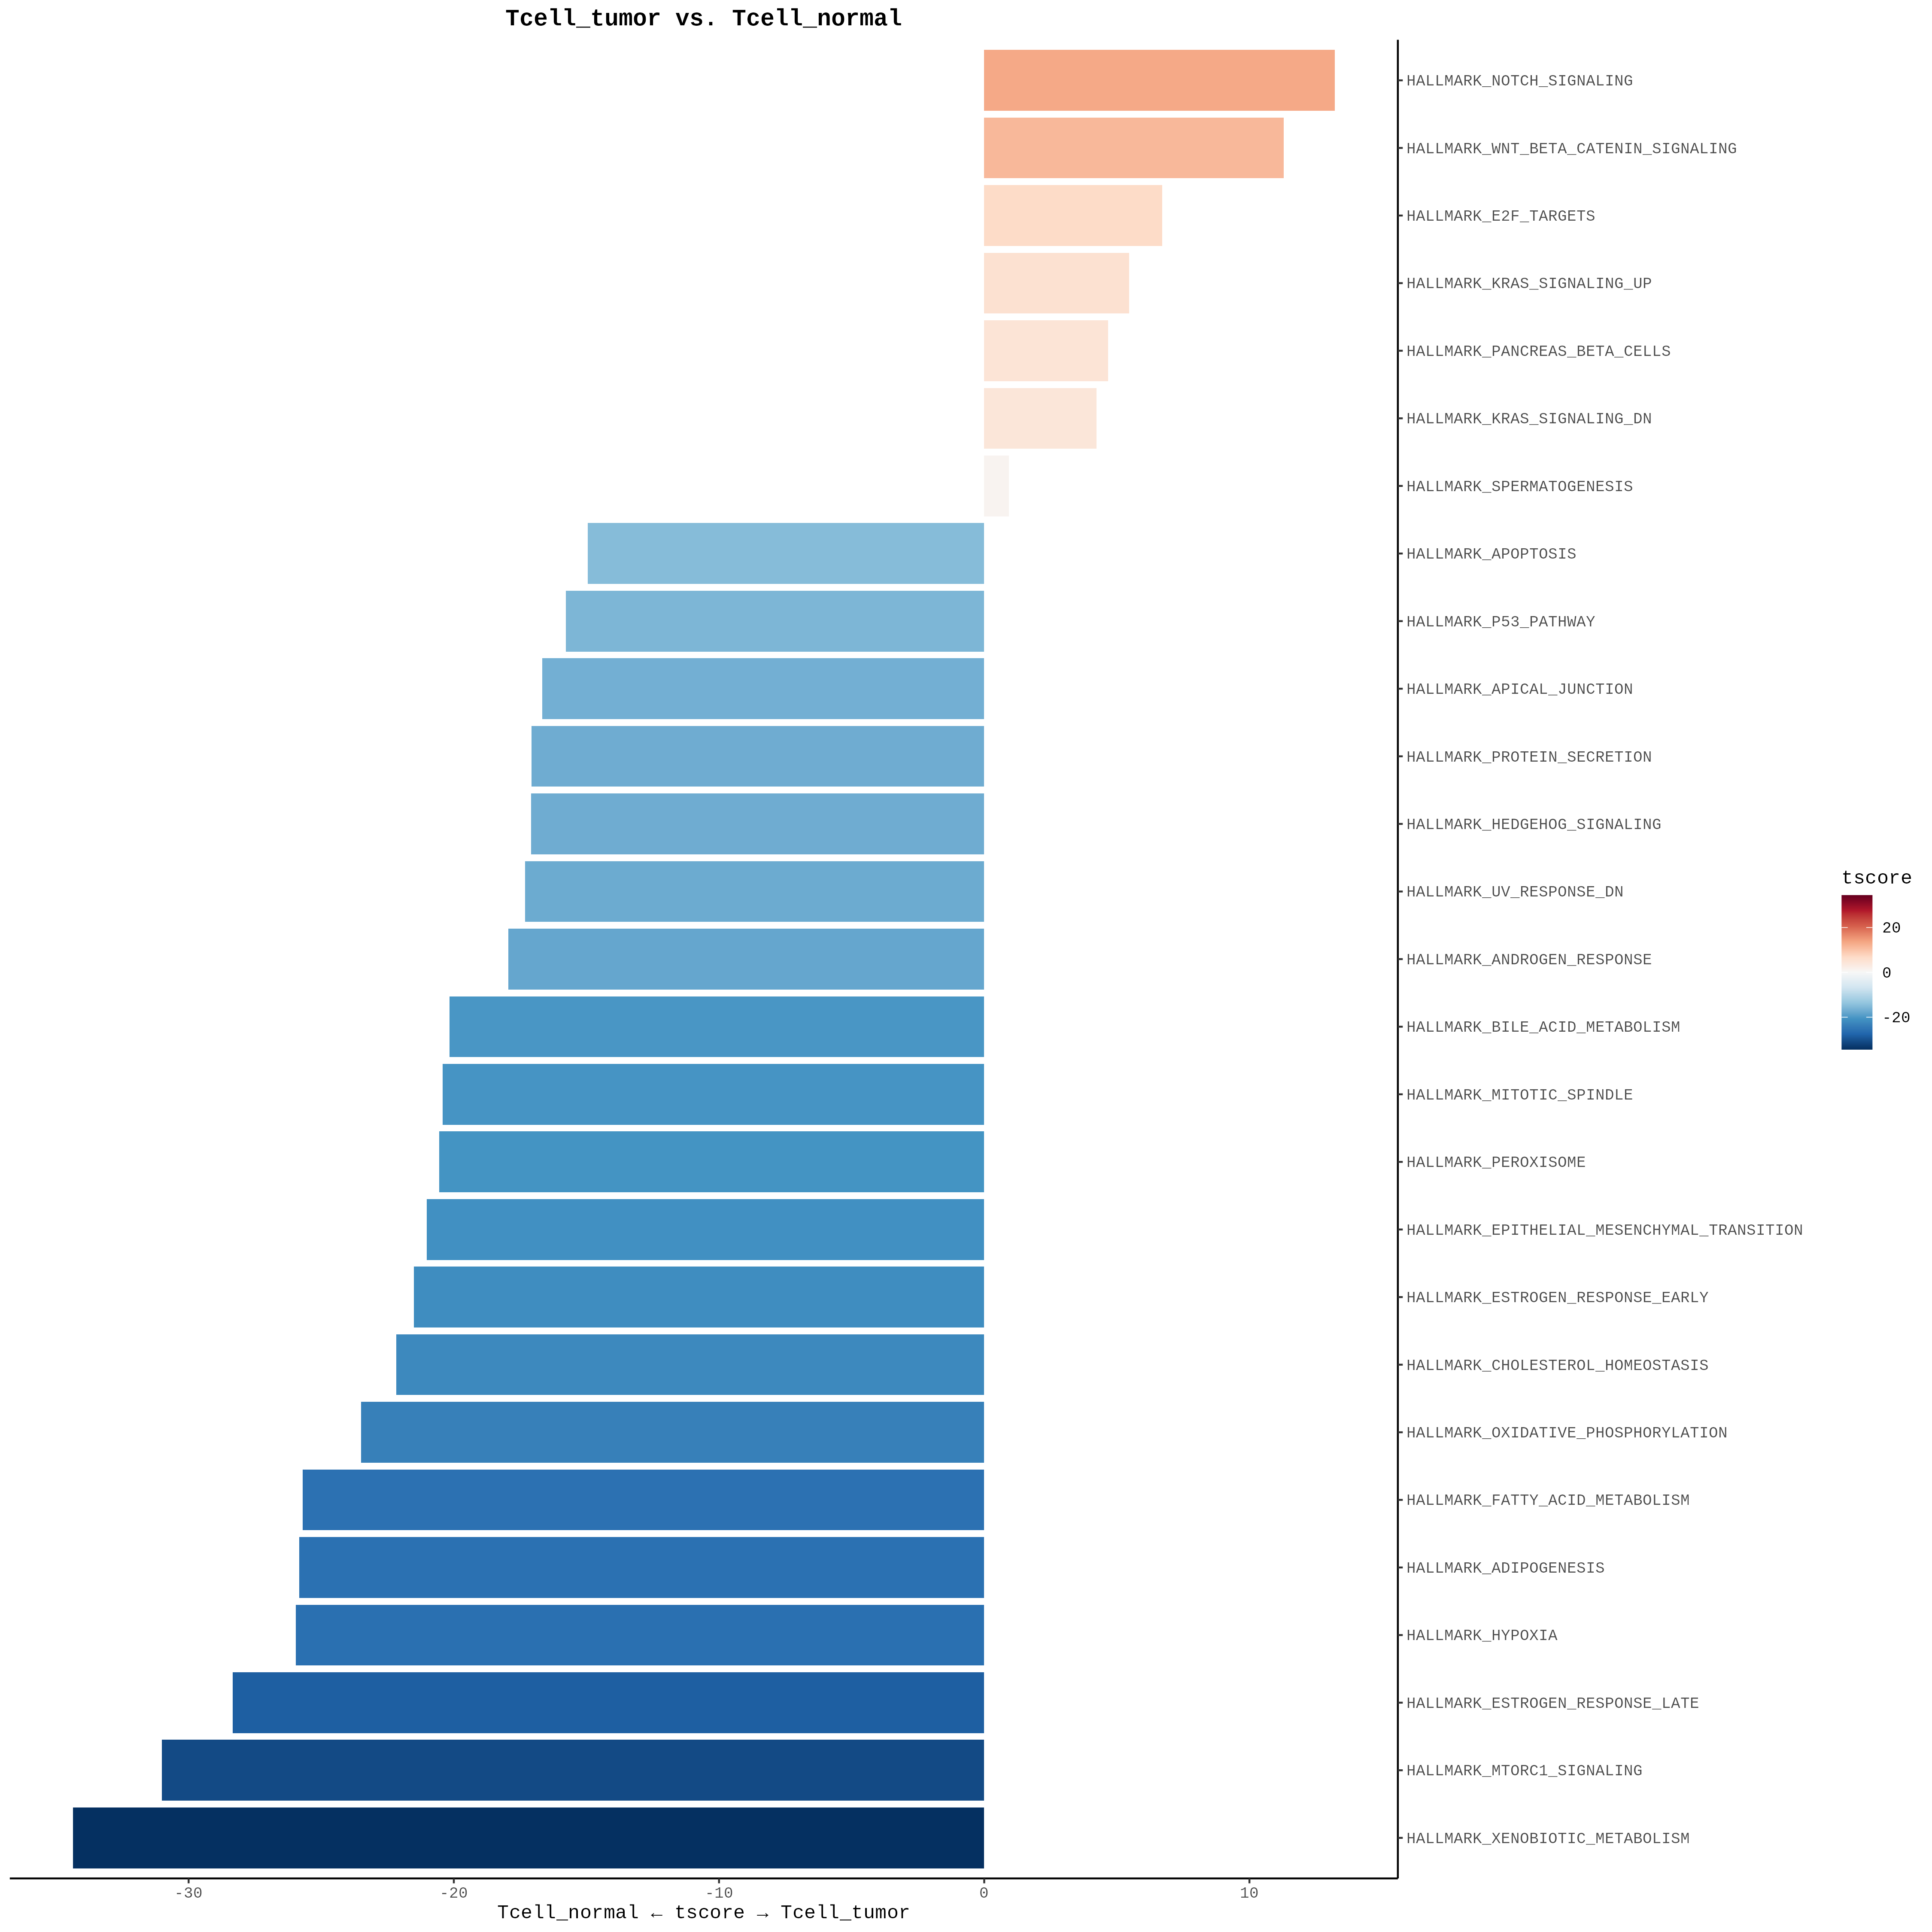 Tcell_tumor vs. Tcell_normal
HALLMARK_NOTCH_SIGNALING
HALLMARK_WNT_BETA_CATENIN_SIGNALING
HALLMARK_E2F_TARGETS
HALLMARK_KRAS_SIGNALING_UP
HALLMARK_PANCREAS_BETA_CELLS
HALLMARK_KRAS_SIGNALING_DN
HALLMARK_SPERMATOGENESIS
HALLMARK_APOPTOSIS
HALLMARK_P53_PATHWAY
HALLMARK_APICAL_JUNCTION
HALLMARK_PROTEIN_SECRETION
HALLMARK_HEDGEHOG_SIGNALING
HALLMARK_UV_RESPONSE_DN
HALLMARK_ANDROGEN_RESPONSE
HALLMARK_BILE_ACID_METABOLISM
HALLMARK_MITOTIC_SPINDLE
HALLMARK_PEROXISOME
HALLMARK_EPITHELIAL_MESENCHYMAL_TRANSITION
HALLMARK_ESTROGEN_RESPONSE_EARLY
HALLMARK_CHOLESTEROL_HOMEOSTASIS
HALLMARK_OXIDATIVE_PHOSPHORYLATION
HALLMARK_FATTY_ACID_METABOLISM
HALLMARK_ADIPOGENESIS
HALLMARK_HYPOXIA
HALLMARK_ESTROGEN_RESPONSE_LATE
HALLMARK_MTORC1_SIGNALING
HALLMARK_XENOBIOTIC_METABOLISM
-30 -20 -10 0 10
Tcell_normal ← tscore → Tcell_tumor
tscore
20
0
-20